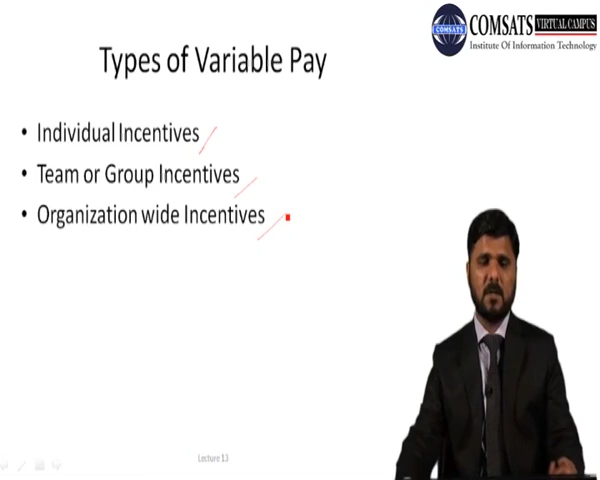 COMSATS VIRTUAL CAMPUS
Institute Of Information Technology
COMSATS
Types of Variable Pay
• Individual Incentives
• Team or Group Incentives
• Organization wide Incentives
Lecture 13